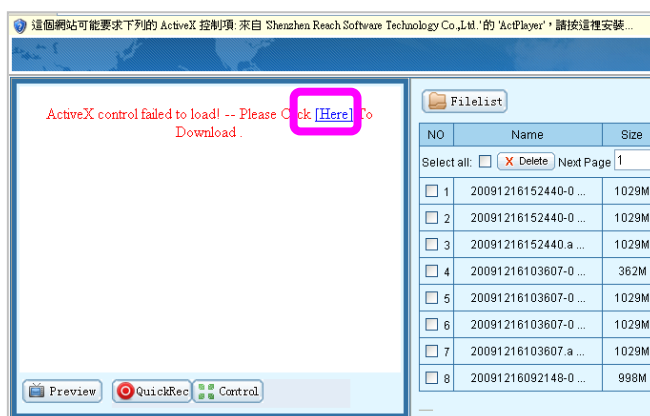 這個網站可能要求下列的 ActiveX 控制項: 來自 'Shenzhen Reach Software Technology Co.,Ltd.'的 'ActPlayer'，請按這裡安裝...
ActiveX control failed to load! -- Please C ck [Here] To
Download .
Preview
QuickRec
Control
Filelist
NO Name Size
Select all: X Delete Next Page 1
1 20091216152440-0 ... 1029M
2 20091216152440-0 ... 1029M
3 20091216152440.a ... 1029M
4 20091216103607-0 ... 362M
5 20091216103607-0 ... 1029M
6 20091216103607-0 ... 1029M
7 20091216103607.a ... 1029M
8 20091216092148-0 ... 998M